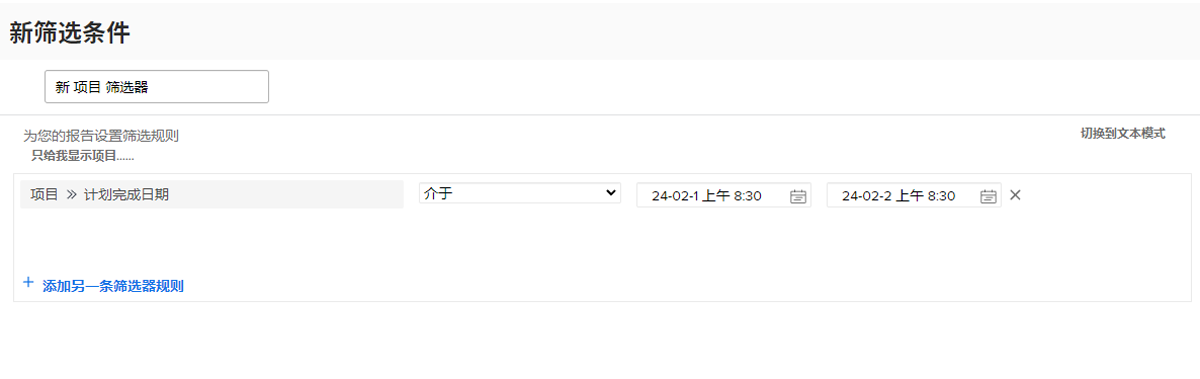 新筛选条件
新 项目 筛选器
为您的报告设置筛选规则
切换到文本模式
只给我显示项目......
项目 » 计划完成日期 介于 24-02-1 上午 8:30 24-02-2 上午 8:30
+ 添加另一条筛选器规则